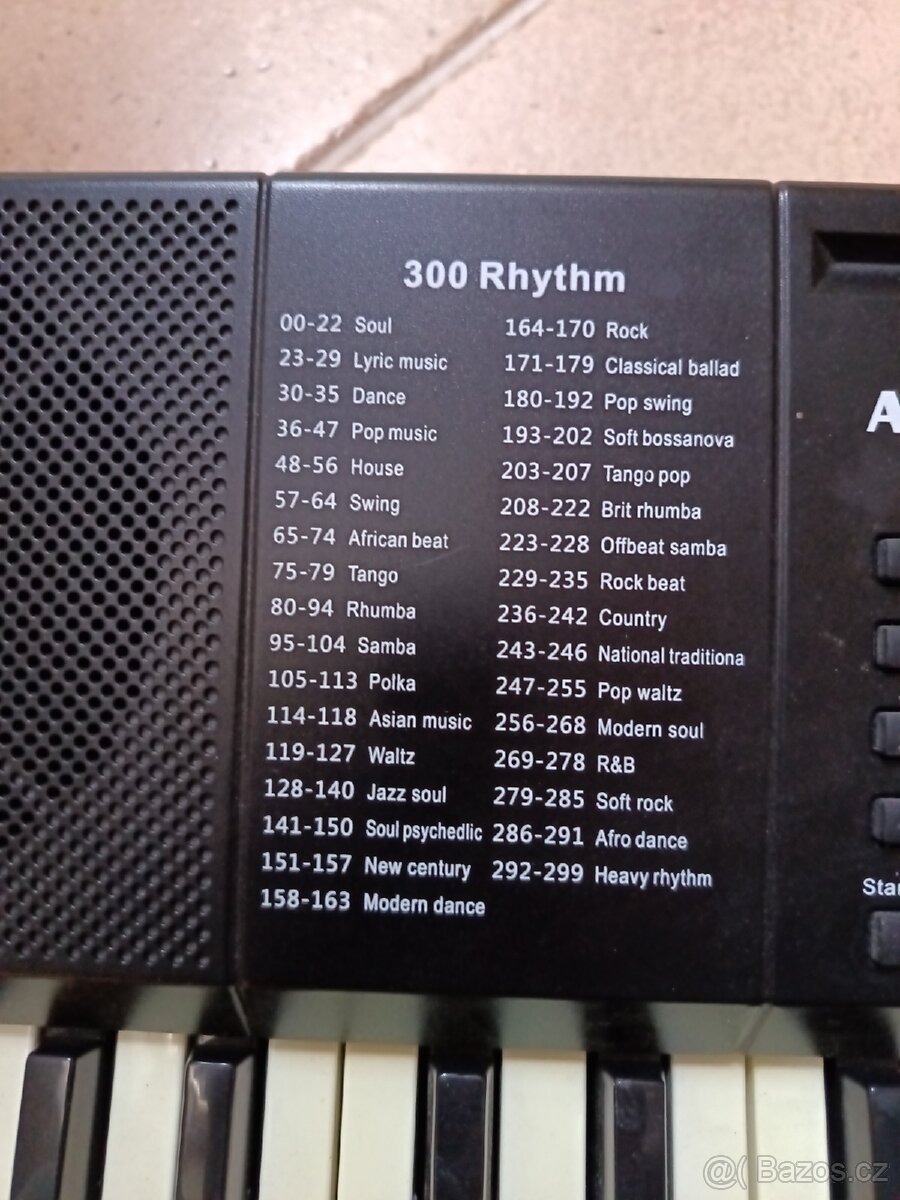 300 Rhythm
00-22 Soul
23-29 Lyric music
30-35 Dance
36-47 Pop music
48-56 House
57-64 Swing
65-74 African beat
75-79 Tango
80-94 Rhumba
95-104 Samba
105-113 Polka
114-118 Asian music
119-127 Waltz
128-140 Jazz soul
141-150 Soul psychedlic
151-157 New century
158-163 Modern dance
164-170 Rock
171-179 Classical ballad
180-192 Pop swing
193-202 Soft bossanova
203-207 Tango pop
208-222 Brit rhumba
223-228 Offbeat samba
229-235 Rock beat
236-242 Country
243-246 National traditiona
247-255 Pop waltz
256-268 Modern soul
269-278 R&B
279-285 Soft rock
286-291 Afro dance
292-299 Heavy rhythm
@( Bazos.cz